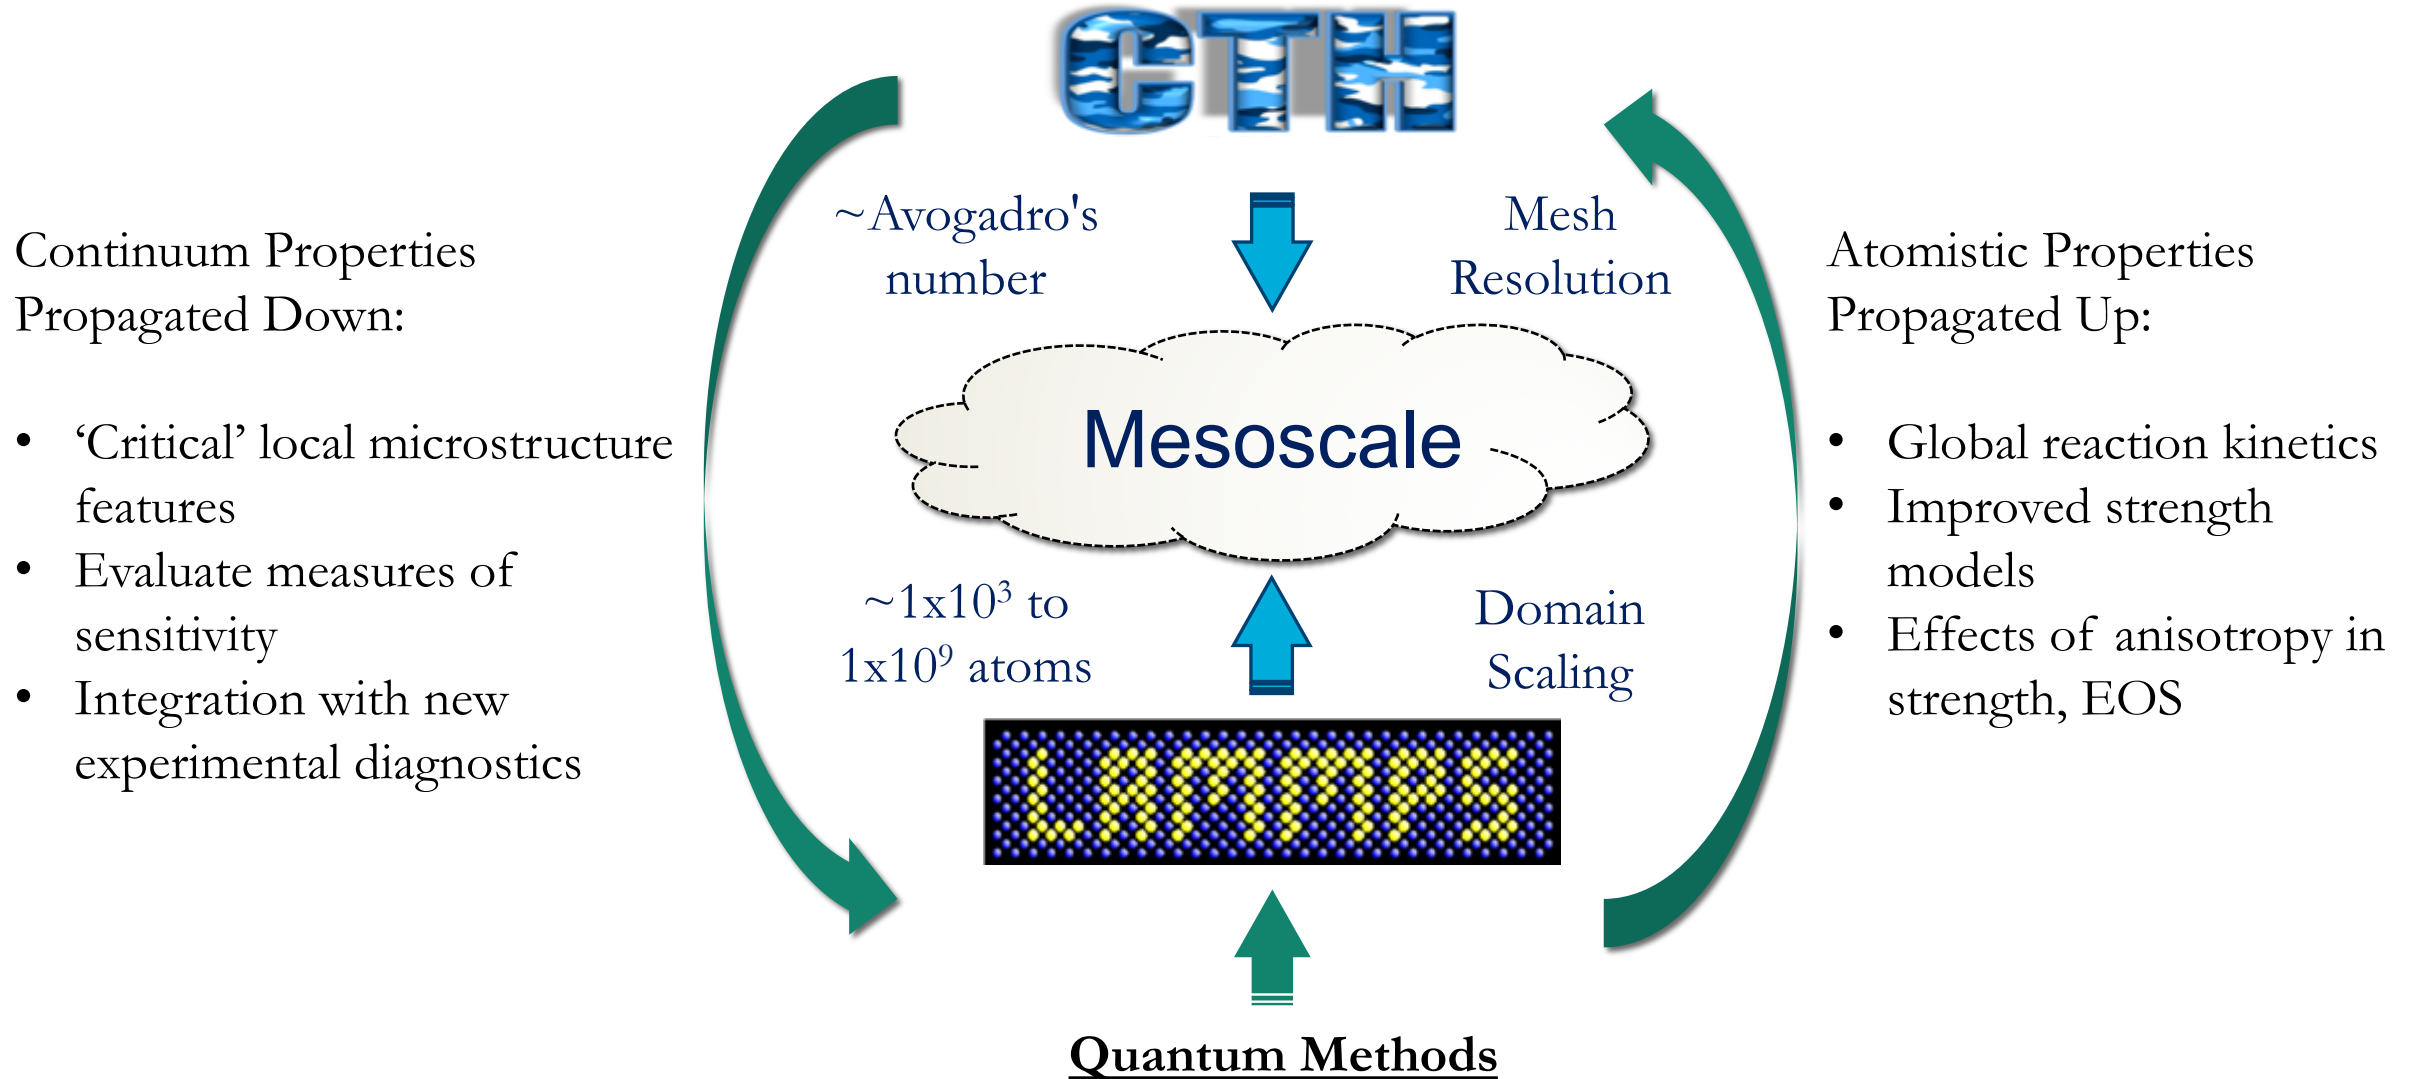 CTH
~Avogadro's
number
Mesh
Resolution
Continuum Properties
Propagated Down:
• ‘Critical’ local microstructure
features
• Evaluate measures of
sensitivity
• Integration with new
experimental diagnostics
Mesoscale
Atomistic Properties
Propagated Up:
• Global reaction kinetics
• Improved strength
models
• Effects of anisotropy in
strength, EOS
~1x10³ to
1x10⁹ atoms
Domain
Scaling
LAMMPS
Quantum Methods